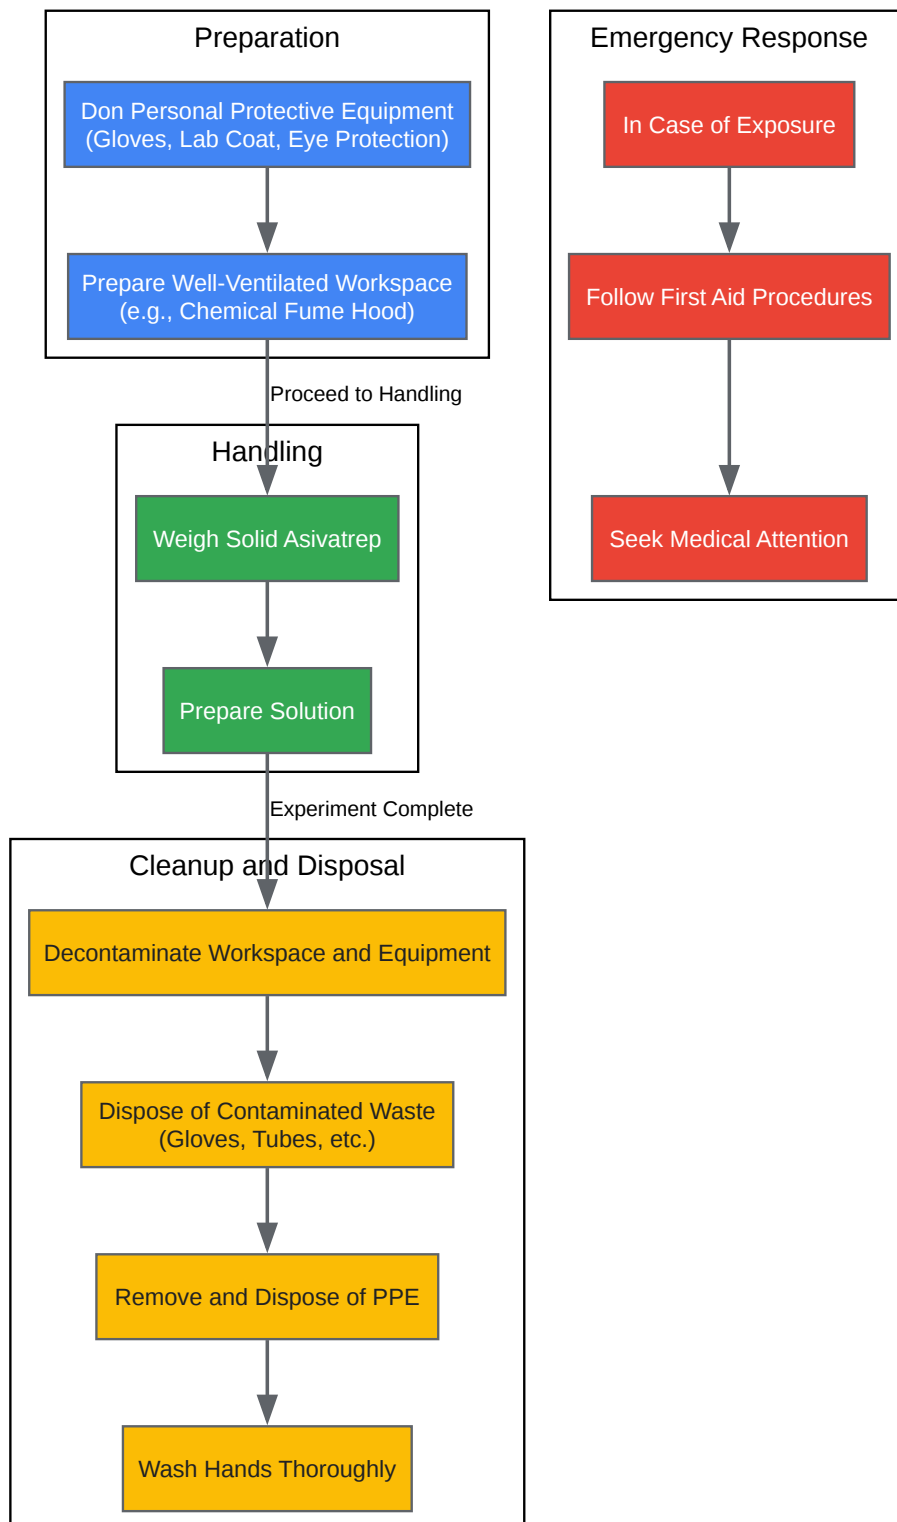 Preparation
Don Personal Protective Equipment
(Gloves, Lab Coat, Eye Protection)
Prepare Well-Ventilated Workspace
(e.g., Chemical Fume Hood)
Proceed to Handling
Handling
Weigh Solid Asivatrep
Prepare Solution
Experiment Complete
Cleanup and Disposal
Decontaminate Workspace and Equipment
Dispose of Contaminated Waste
(Gloves, Tubes, etc.)
Remove and Dispose of PPE
Wash Hands Thoroughly
Emergency Response
In Case of Exposure
Follow First Aid Procedures
Seek Medical Attention